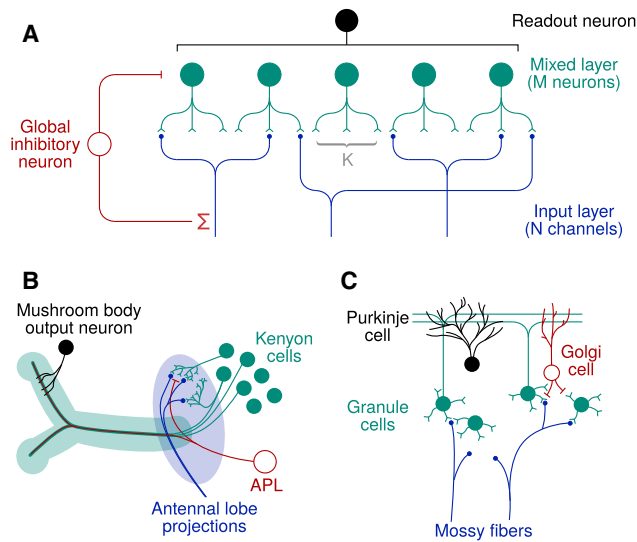 A
Readout neuron
Mixed layer
(M neurons)
Global
inhibitory
neuron
K
Σ
Input layer
(N channels)
B
Mushroom body
output neuron
Kenyon
cells
APL
Antennal lobe
projections
C
Purkinje
cell
Golgi
cell
Granule
cells
Mossy fibers